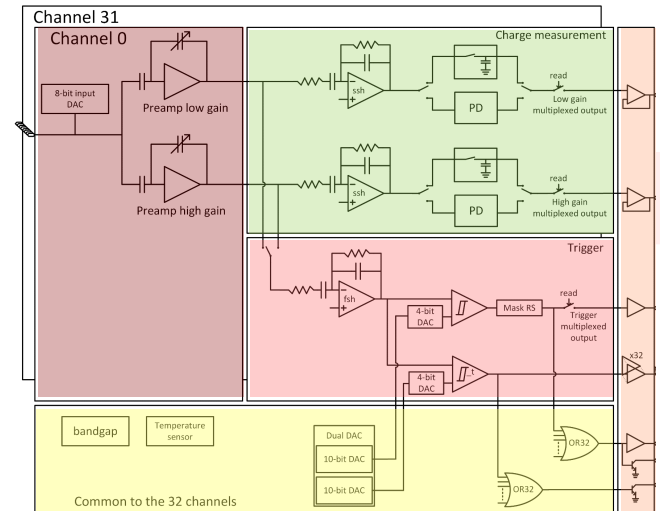 Channel 31
Channel 0
Charge measurement
8-bit input
DAC
Preamp low gain
ssh
PD
read
Low gain
multiplexed output
Preamp high gain
ssh
PD
read
High gain
multiplexed output
Trigger
fsh
4-bit
DAC
Mask RS
read
Trigger
multiplexed
output
x32
4-bit
DAC
_t
bandgap
Temperature
sensor
Dual DAC
10-bit DAC
10-bit DAC
OR32
OR32
Common to the 32 channels